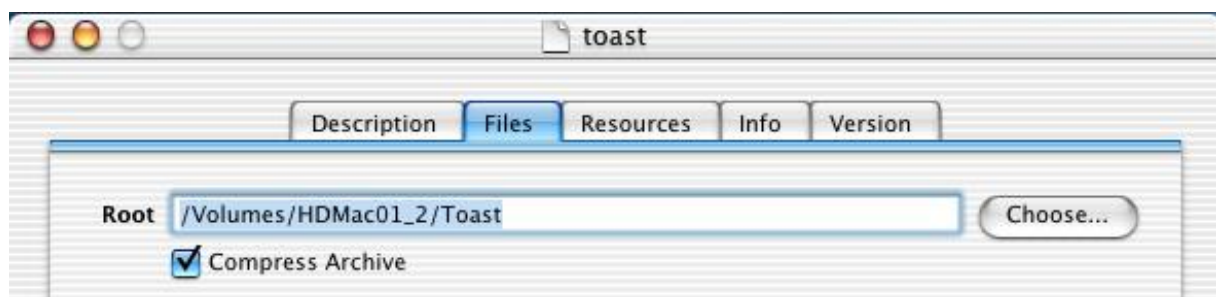 toast
Description Files Resources Info Version
Root /Volumes/HDMac01_2/Toast Choose...
Compress Archive